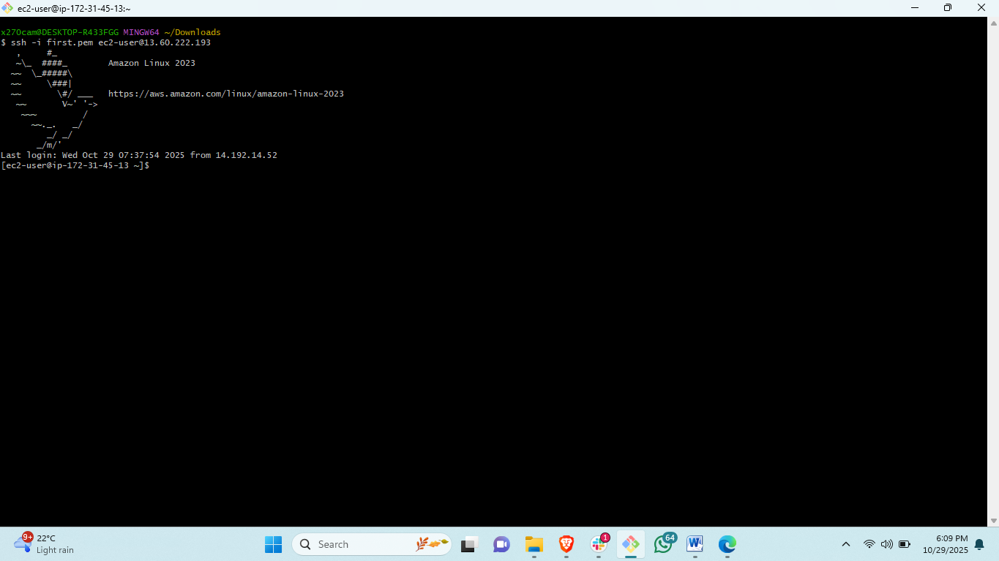 ec2-user@ip-172-31-45-13:~
x270cam@DESKTOP-R433FGG MINGW64 ~/Downloads
$ ssh -i first.pem ec2-user@13.60.222.193
   ,     #_
   ~\_  ####_        Amazon Linux 2023
  ~~  \_#####\
  ~~     \###|
  ~~       \#/ ___   https://aws.amazon.com/linux/amazon-linux-2023
   ~~       V~' '->
    ~~~         /
      ~~._.   _/
         _/ _/
       _/m/'
Last login: Wed Oct 29 07:37:54 2025 from 14.192.14.52
[ec2-user@ip-172-31-45-13 ~]$
9+
22°C
Light rain
Search
1
64
W
6:09 PM
10/29/2025